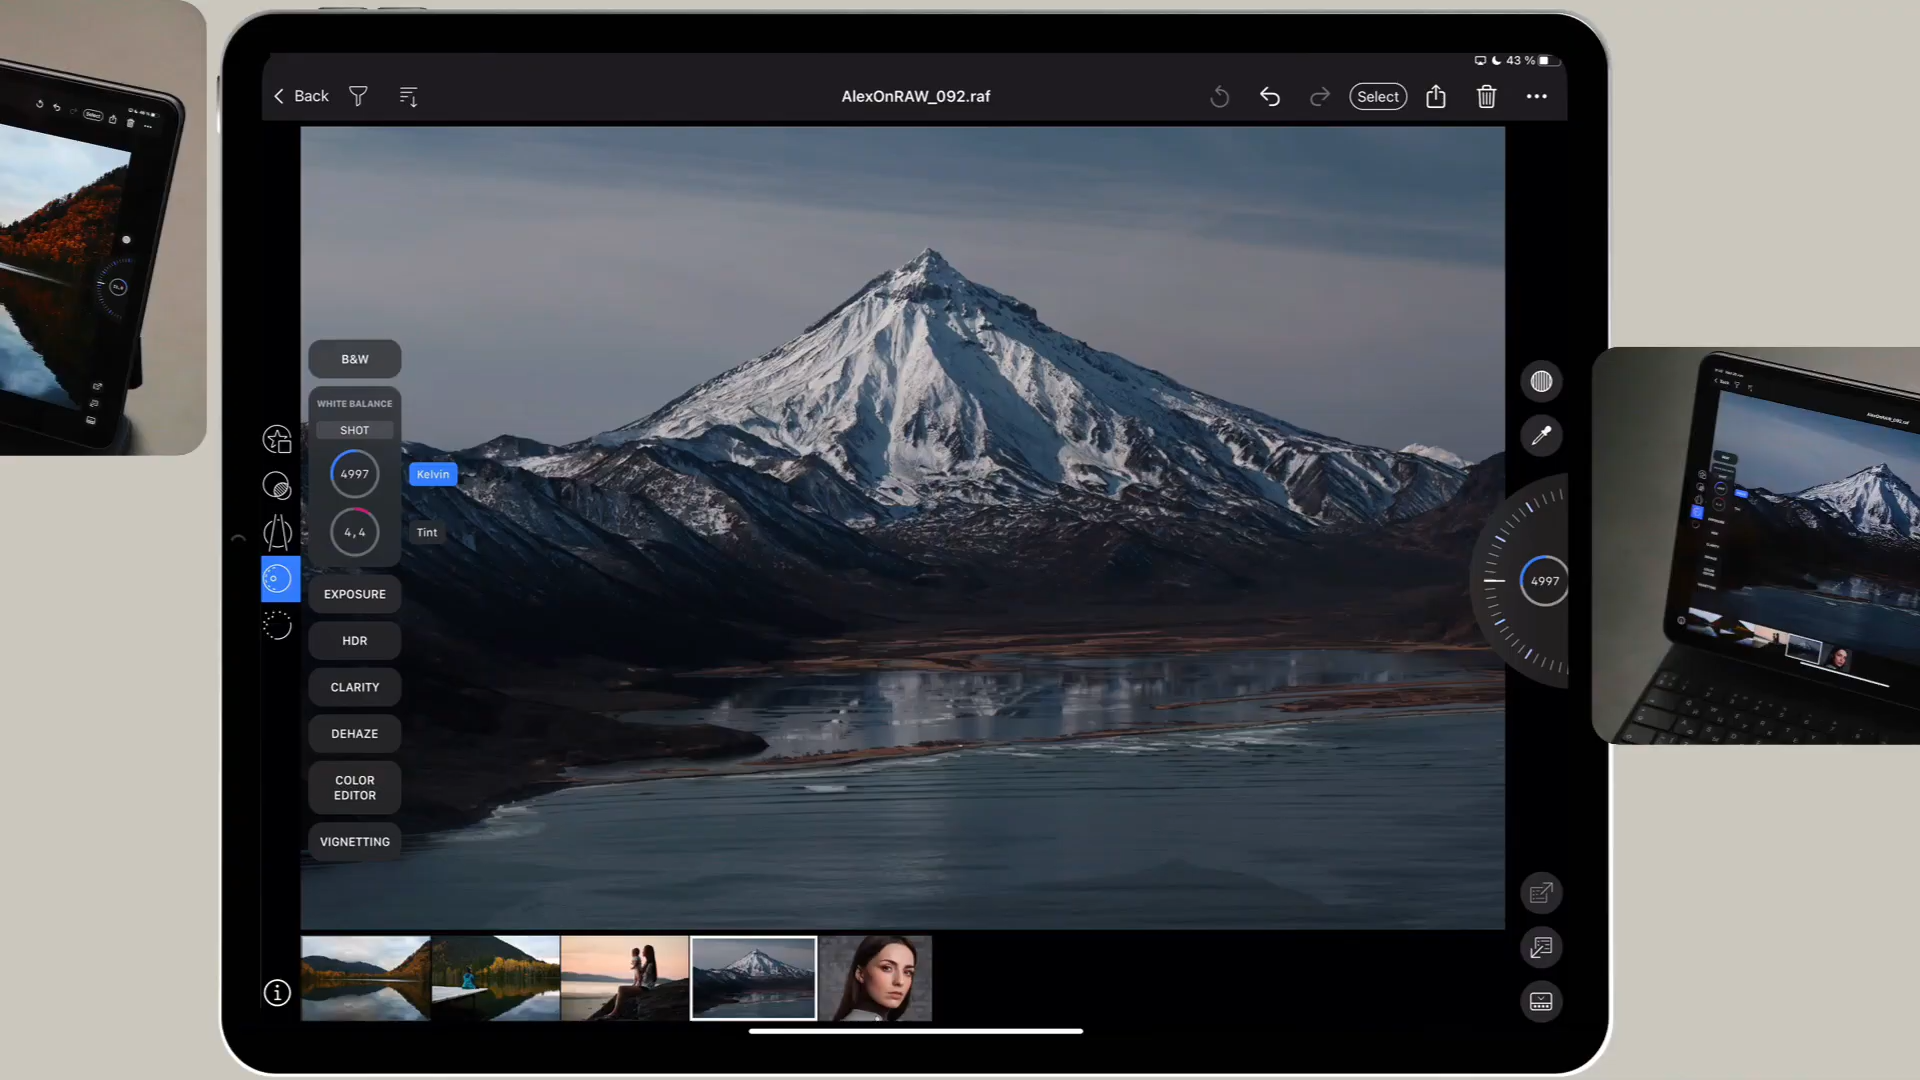 43 %
Back
AlexOnRAW_092.raf
Select
B&W
WHITE BALANCE
SHOT
4997
Kelvin
4,4
Tint
EXPOSURE
HDR
CLARITY
DEHAZE
COLOR
EDITOR
VIGNETTING
4997